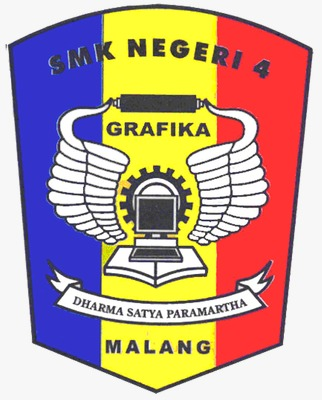 SMK NEGERI 4
GRAFIKA
DHARMA SATYA PARAMARTHA
MALANG